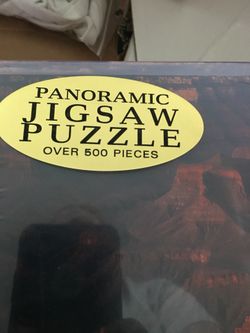 PANORAMIC
JIGSAW
PUZZLE
OVER 500 PIECES